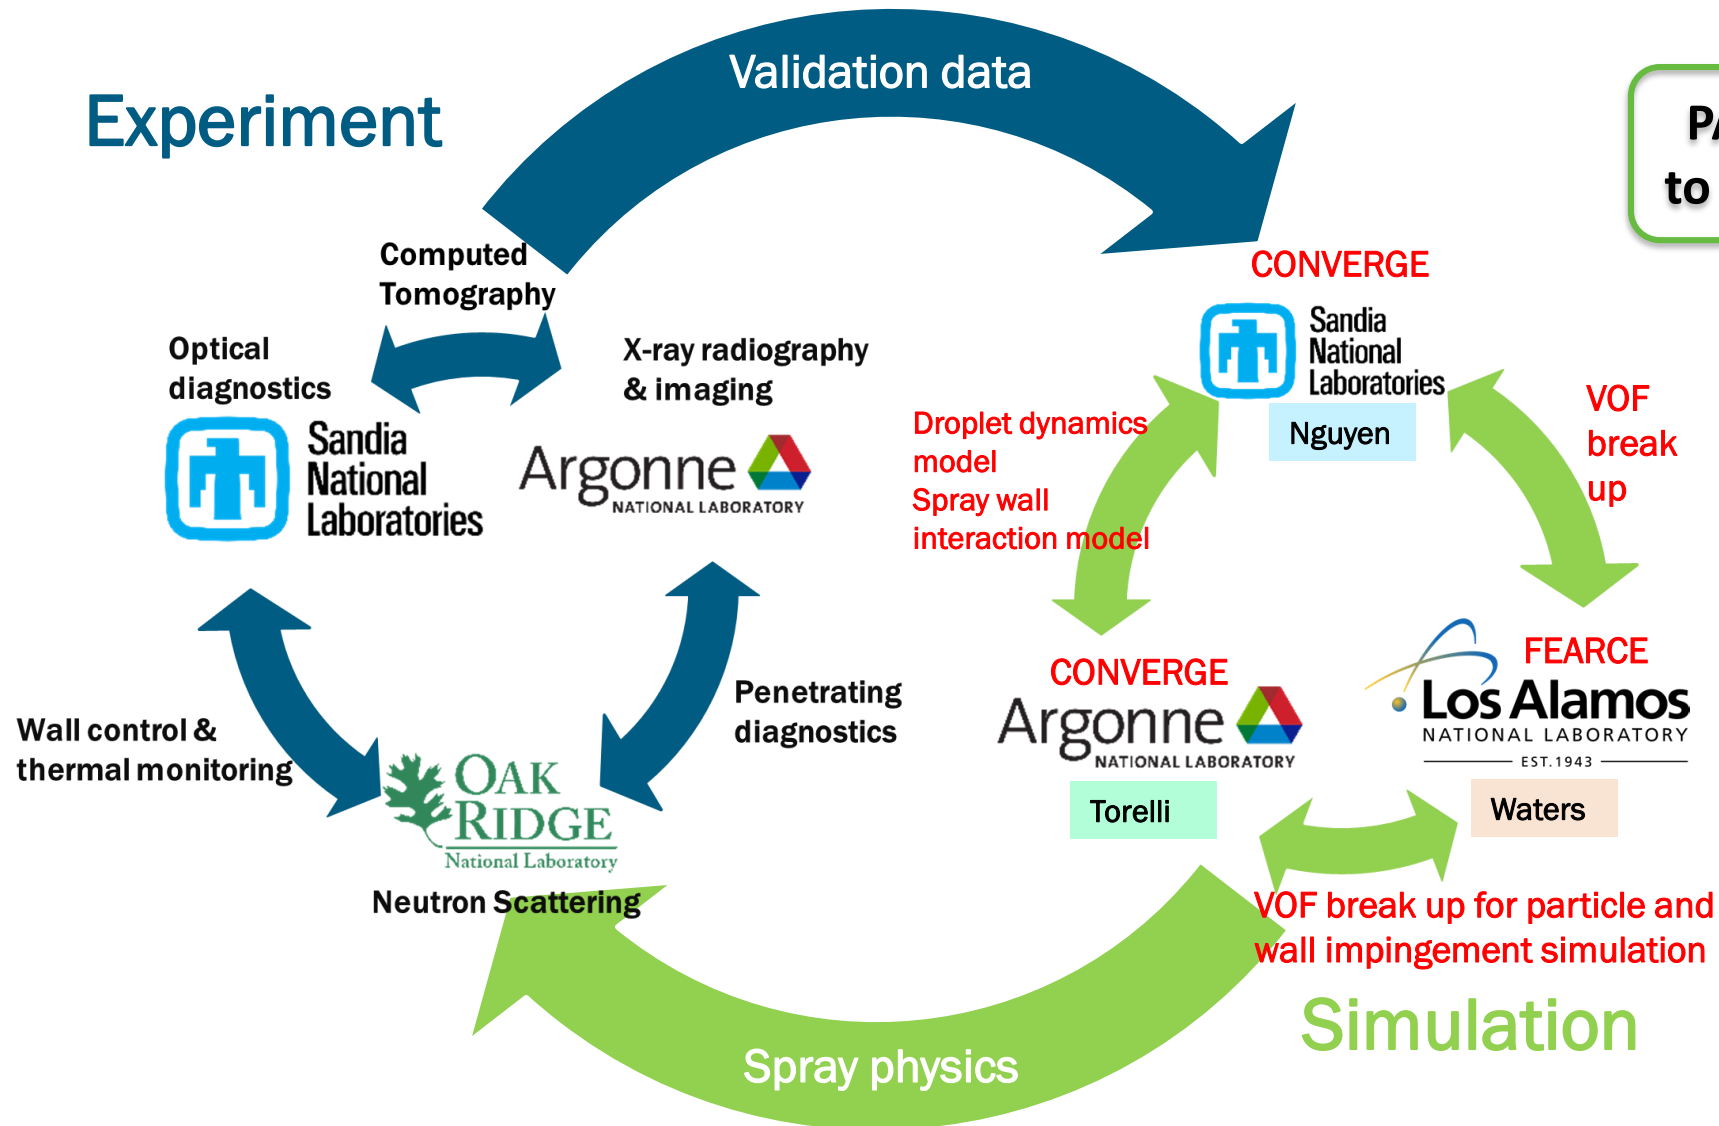 Validation data
Experiment
PA
to
Computed
Tomography
Optical
diagnostics
X-ray radiography
& imaging
Sandia
National
Laboratories
Argonne
NATIONAL LABORATORY
Wall control &
thermal monitoring
Penetrating
diagnostics
OAK
RIDGE
National Laboratory
Neutron Scattering
CONVERGE
Sandia
National
Laboratories
Nguyen
Droplet dynamics
model
Spray wall
interaction model
VOF
break
up
CONVERGE
Argonne
NATIONAL LABORATORY
Torelli
FEARCE
Los Alamos
NATIONAL LABORATORY
EST.1943
Waters
VOF break up for particle and
wall impingement simulation
Simulation
Spray physics